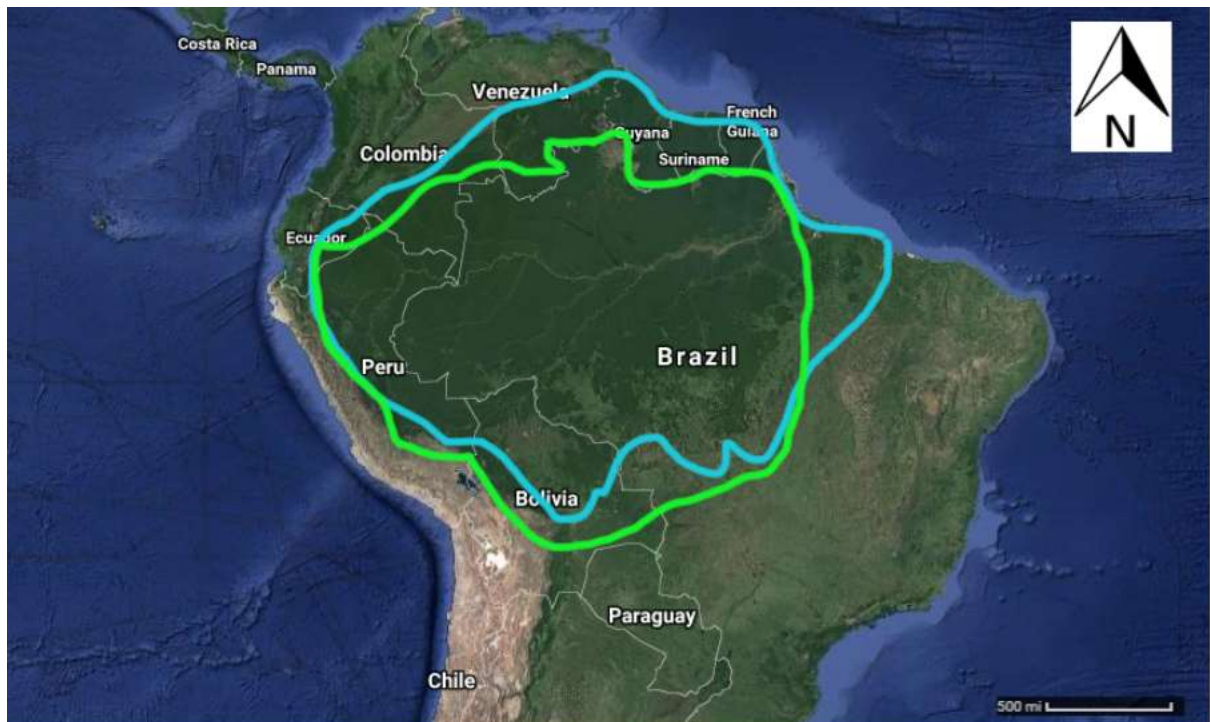 Costa Rica
Panama
Venezuela
French
Guiana
Guyana
Colombia
Suriname
N
Ecuador
Peru
Brazil
Bolivia
Paraguay
Chile
500 mi